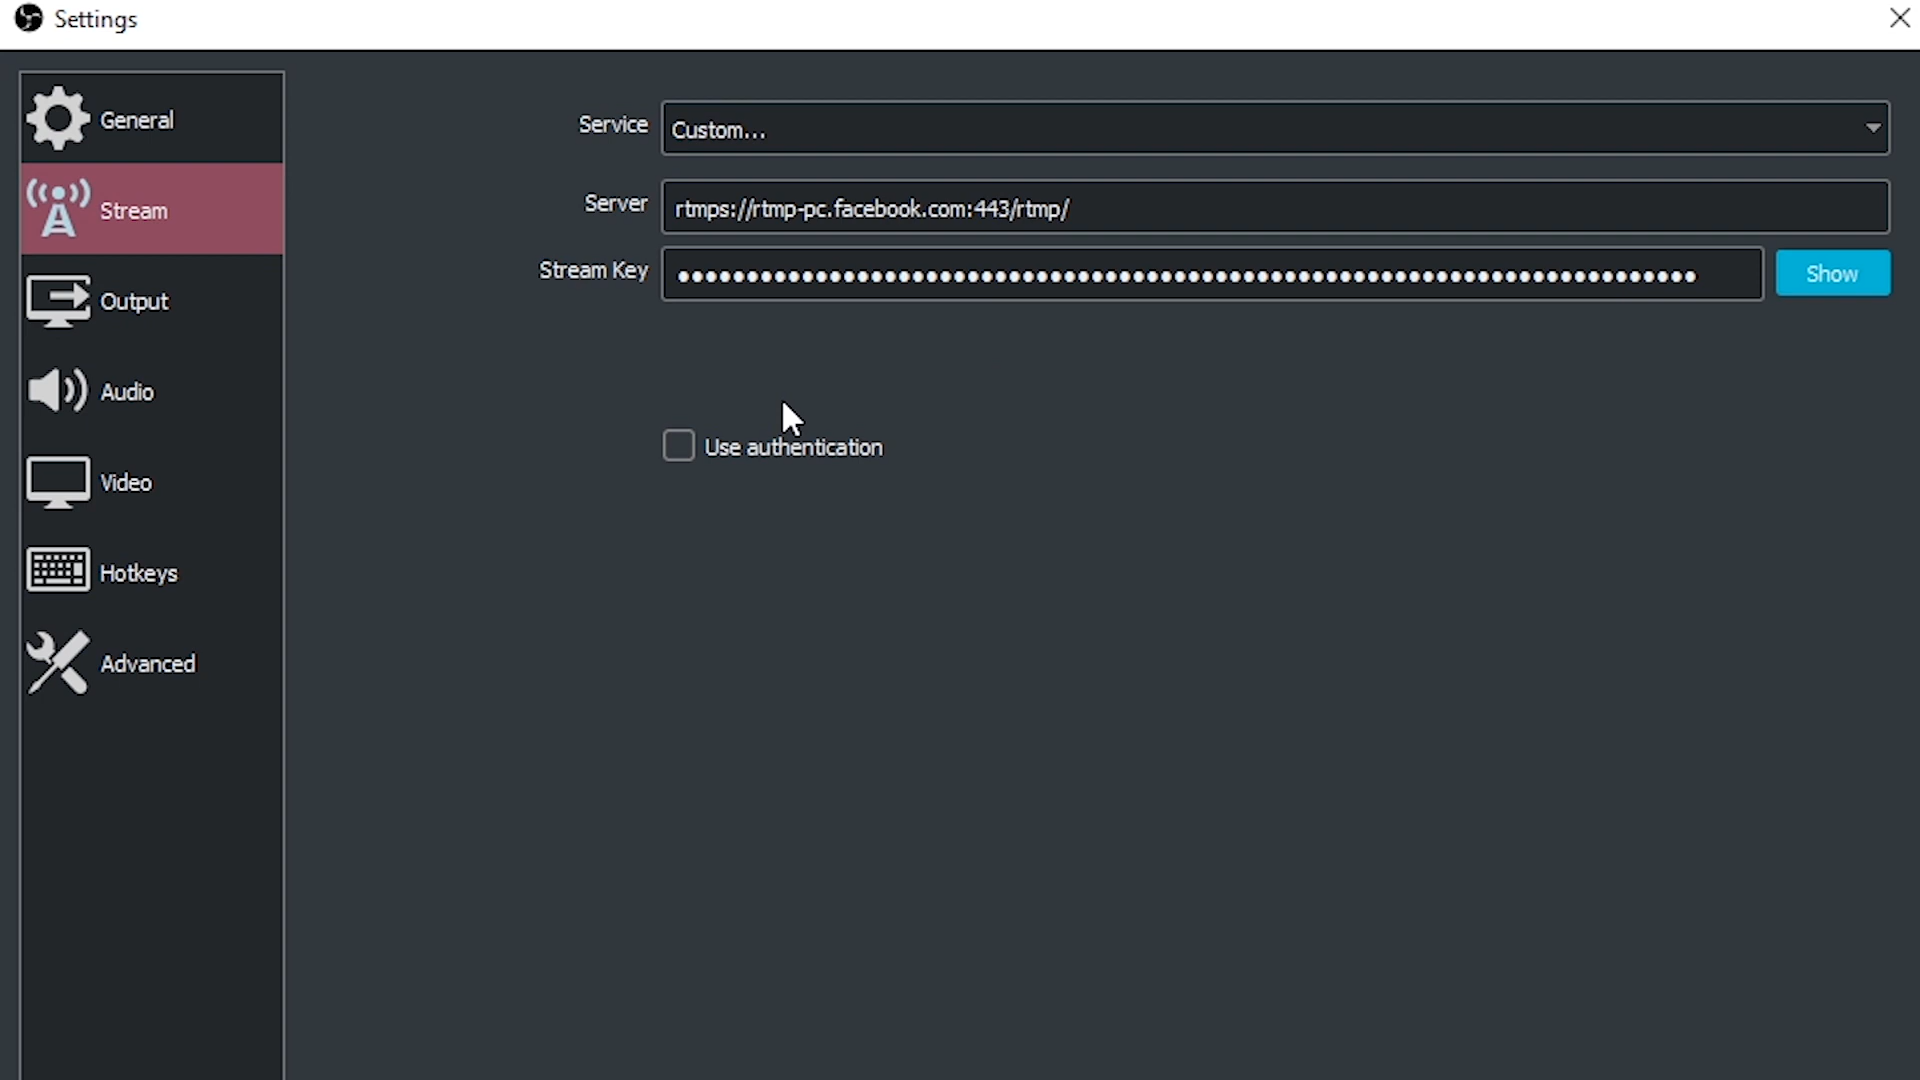 Settings
General
Stream
Output
Audio
Video
Hotkeys
Advanced
Service
Custom...
Server
rtmps://rtmp-pc.facebook.com:443/rtmp/
Stream Key
Show
Use authentication